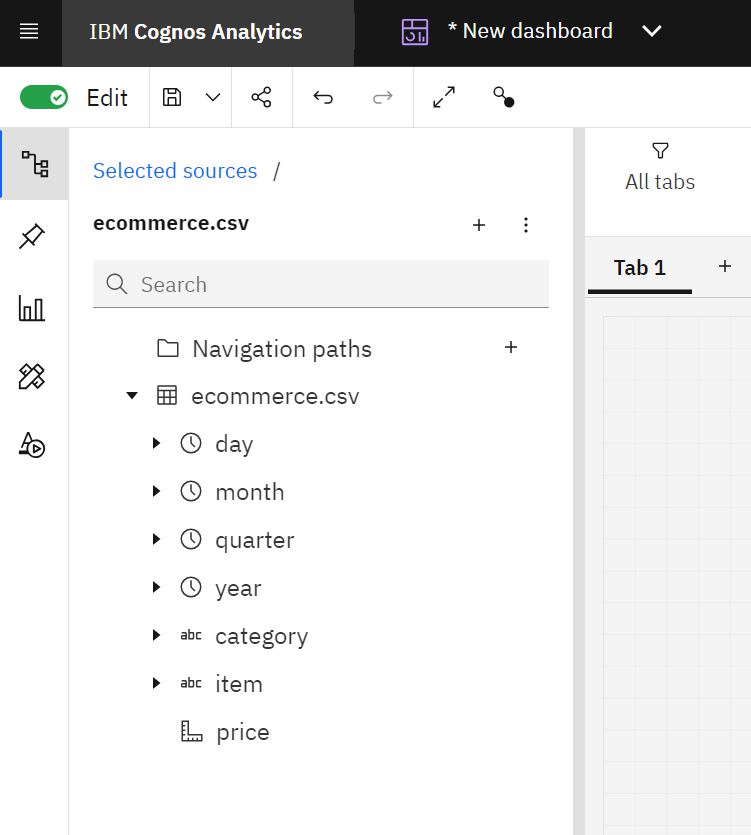 IBM Cognos Analytics
* New dashboard
Edit
Selected sources /
ecommerce.csv
Search
Navigation paths
ecommerce.csv
day
month
quarter
year
abc category
abc item
price
All tabs
Tab 1